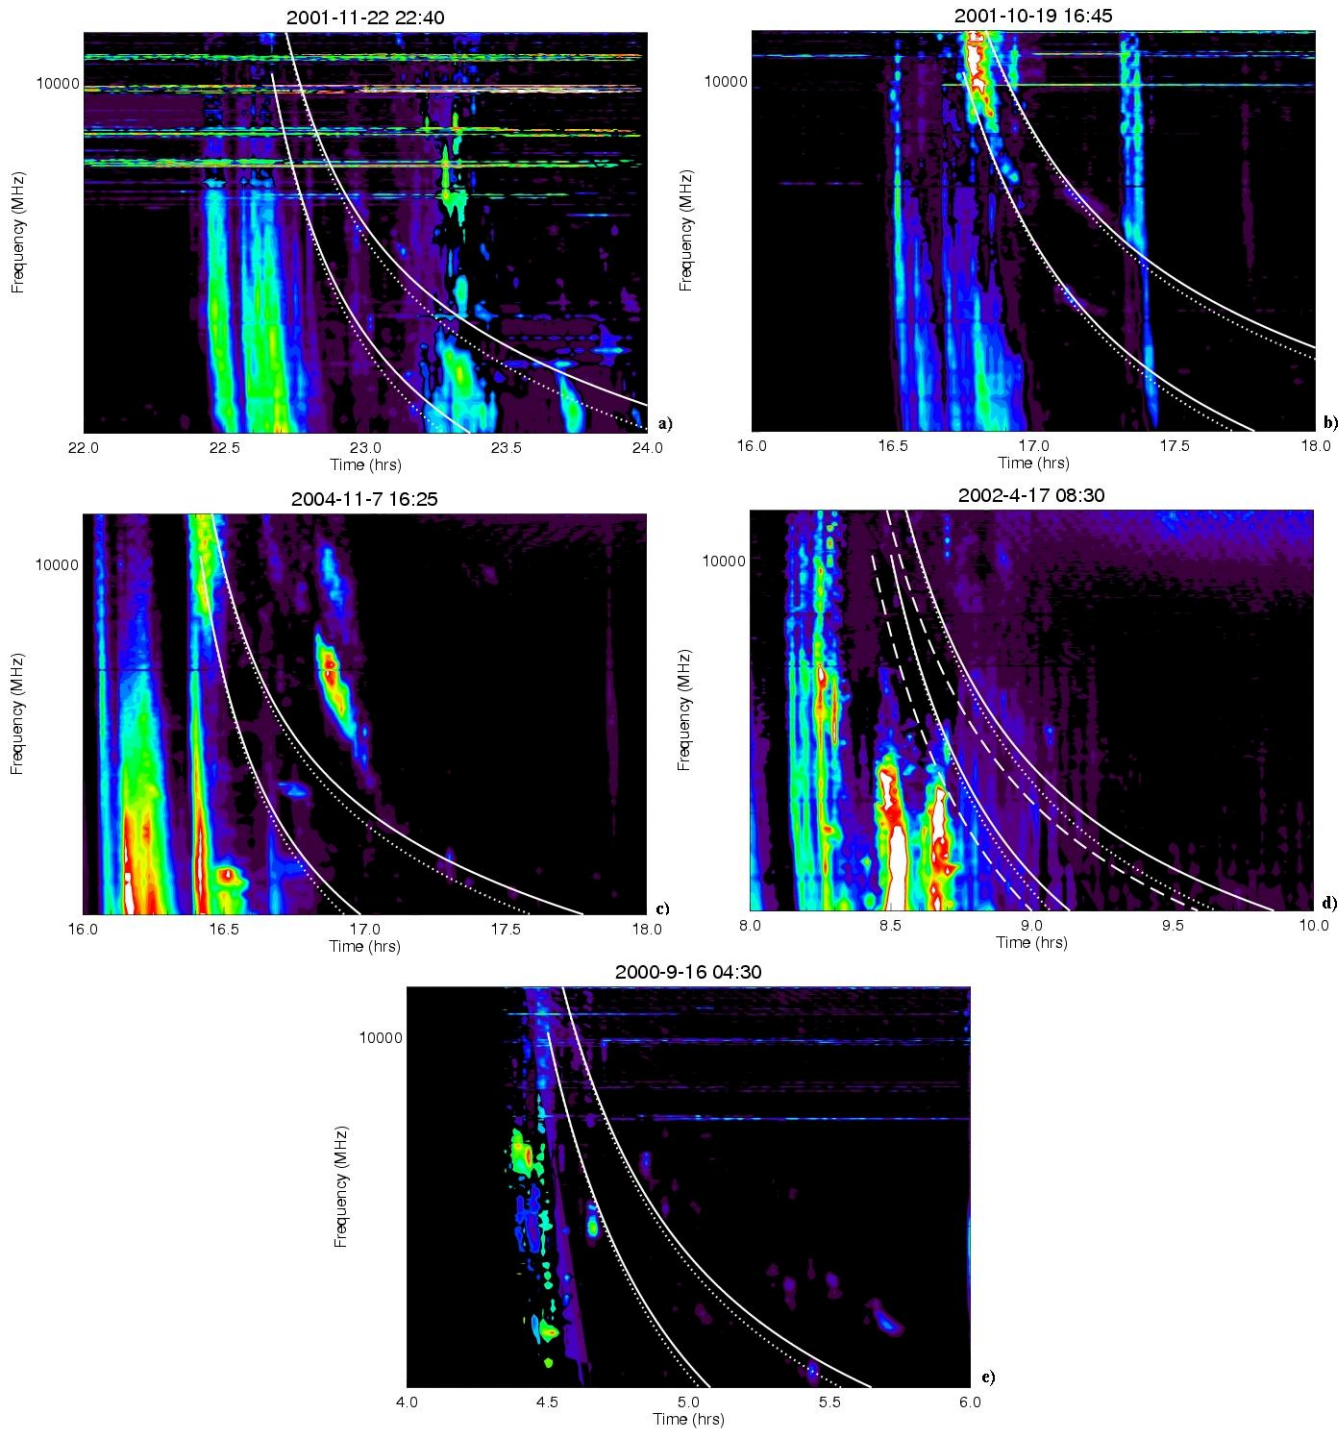 2001-11-22 22:40
10000
Frequency (MHz)
22.0 22.5 23.0 23.5 24.0
Time (hrs)
a)
2001-10-19 16:45
10000
Frequency (MHz)
16.0 16.5 17.0 17.5 18.0
Time (hrs)
b)
2004-11-7 16:25
10000
Frequency (MHz)
16.0 16.5 17.0 17.5 18.0
Time (hrs)
c)
2002-4-17 08:30
10000
Frequency (MHz)
8.0 8.5 9.0 9.5 10.0
Time (hrs)
d)
2000-9-16 04:30
10000
Frequency (MHz)
4.0 4.5 5.0 5.5 6.0
Time (hrs)
e)